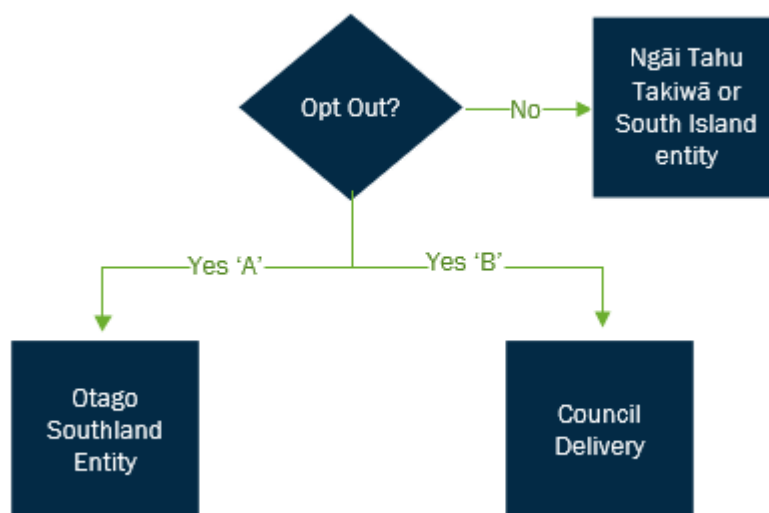 Opt Out?
No
Ngāi Tahu
Takiwā or
South Island
entity
Yes ‘A’
Yes ‘B’
Otago
Southland
Entity
Council
Delivery